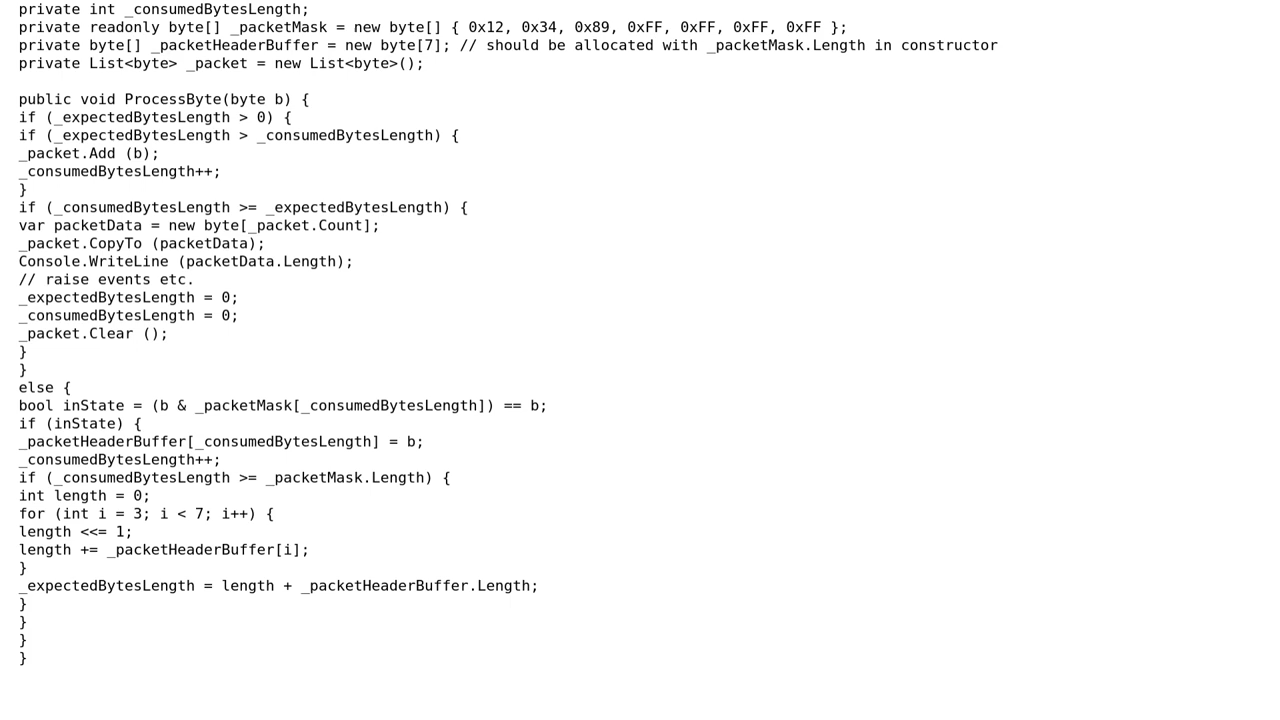 private int _consumedBytesLength;
private readonly byte[] _packetMask = new byte[] { 0x12, 0x34, 0x89, 0xFF, 0xFF, 0xFF, 0xFF };
private byte[] _packetHeaderBuffer = new byte[7]; // should be allocated with _packetMask.Length in constructor
private List<byte> _packet = new List<byte>();
public void ProcessByte(byte b) {
if (_expectedBytesLength > 0) {
if (_expectedBytesLength > _consumedBytesLength) {
_packet.Add (b);
_consumedBytesLength++;
}
if (_consumedBytesLength >= _expectedBytesLength) {
var packetData = new byte[_packet.Count];
_packet.CopyTo (packetData);
Console.WriteLine (packetData.Length);
// raise events etc.
_expectedBytesLength = 0;
_consumedBytesLength = 0;
_packet.Clear ();
}
}
else {
bool inState = (b & _packetMask[_consumedBytesLength]) == b;
if (inState) {
_packetHeaderBuffer[_consumedBytesLength] = b;
_consumedBytesLength++;
if (_consumedBytesLength >= _packetMask.Length) {
int length = 0;
for (int i = 3; i < 7; i++) {
length <<= 1;
length += _packetHeaderBuffer[i];
}
_expectedBytesLength = length + _packetHeaderBuffer.Length;
}
}
}
}